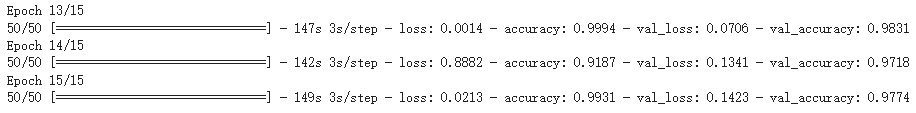 Epoch 13/15
50/50 [==============================] - 147s 3s/step - loss: 0.0014 - accuracy: 0.9994 - val_loss: 0.0706 - val_accuracy: 0.9831
Epoch 14/15
50/50 [==============================] - 142s 3s/step - loss: 0.8882 - accuracy: 0.9187 - val_loss: 0.1341 - val_accuracy: 0.9718
Epoch 15/15
50/50 [==============================] - 149s 3s/step - loss: 0.0213 - accuracy: 0.9931 - val_loss: 0.1423 - val_accuracy: 0.9774